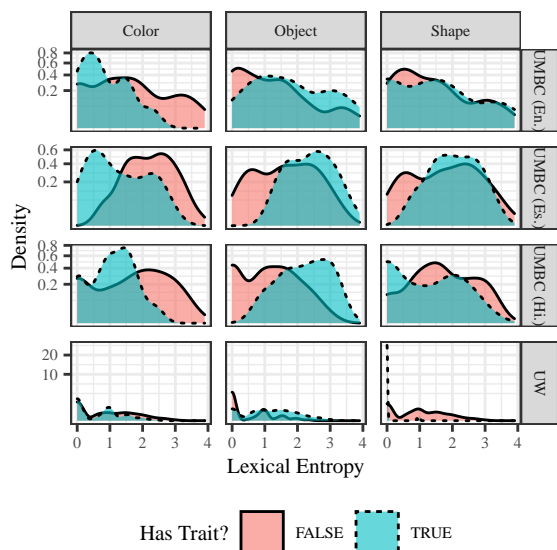 Color Object Shape
0.8
0.6
0.4
0.2
UMBC (En.)
0.6
0.4
0.2
UMBC (Es.)
0.8
0.6
0.4
0.2
UMBC (Hi.)
20
10
UW
Density
0 1 2 3 4 0 1 2 3 4 0 1 2 3 4
Lexical Entropy
Has Trait? FALSE TRUE